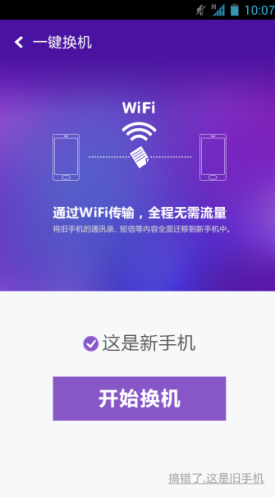 H 10:07
一键换机
WiFi
通过WiFi传输，全程无需流量
将旧手机的通讯录、短信等内容全面迁移到新手机中。
这是新手机
开始换机
搞错了,这是旧手机